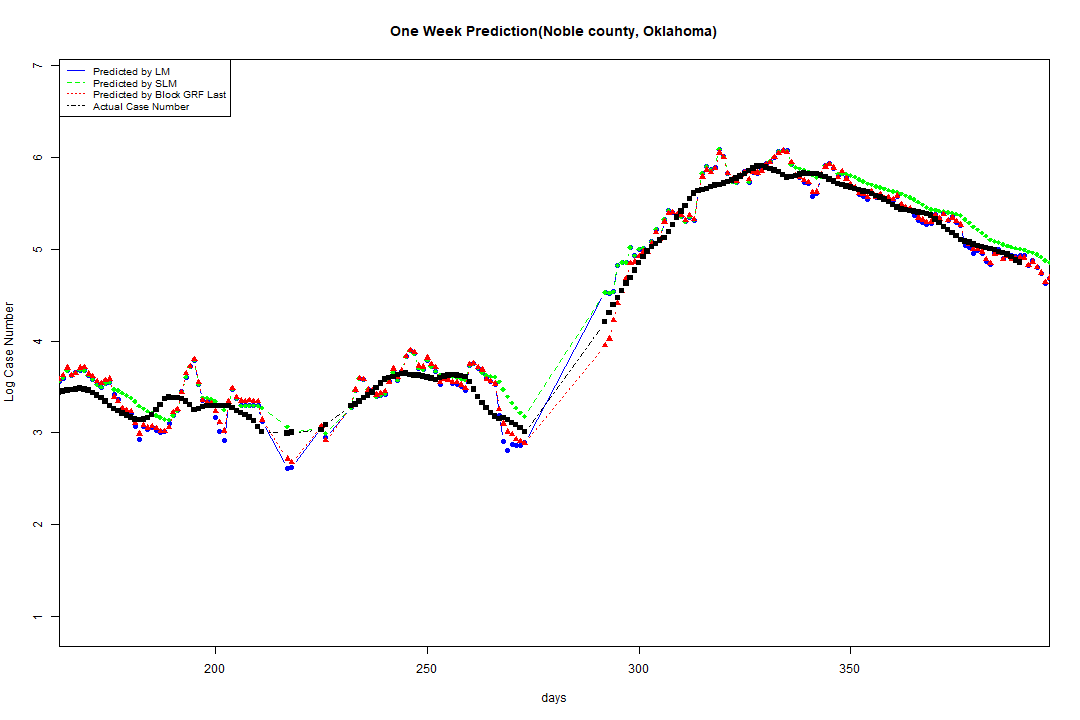 One Week Prediction(Noble county, Oklahoma)
Predicted by LM
Predicted by SLM
Predicted by Block GRF Last
Actual Case Number
7
6
5
4
3
2
1
Log Case Number
200 250 300 350
days